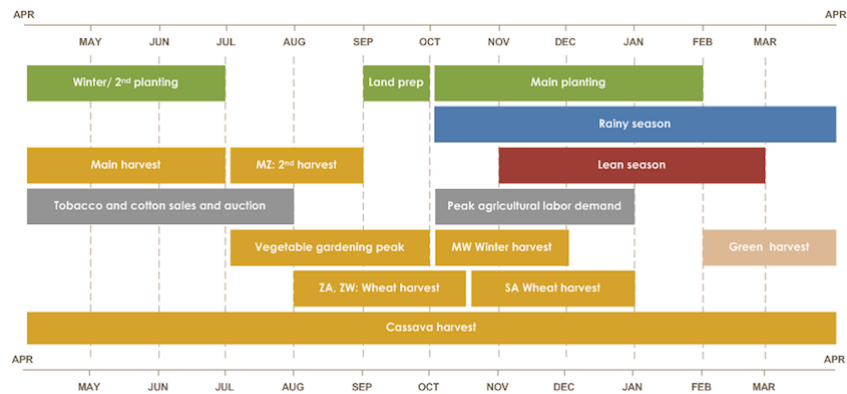 APR APR
MAY JUN JUL AUG SEP OCT NOV DEC JAN FEB MAR
Winter/ 2nd planting Land prep Main planting
Rainy season
Main harvest MZ: 2nd harvest Lean season
Tobacco and cotton sales and auction Peak agricultural labor demand
Vegetable gardening peak MW Winter harvest Green harvest
ZA, ZW: Wheat harvest SA Wheat harvest
Cassava harvest
APR APR
MAY JUN JUL AUG SEP OCT NOV DEC JAN FEB MAR